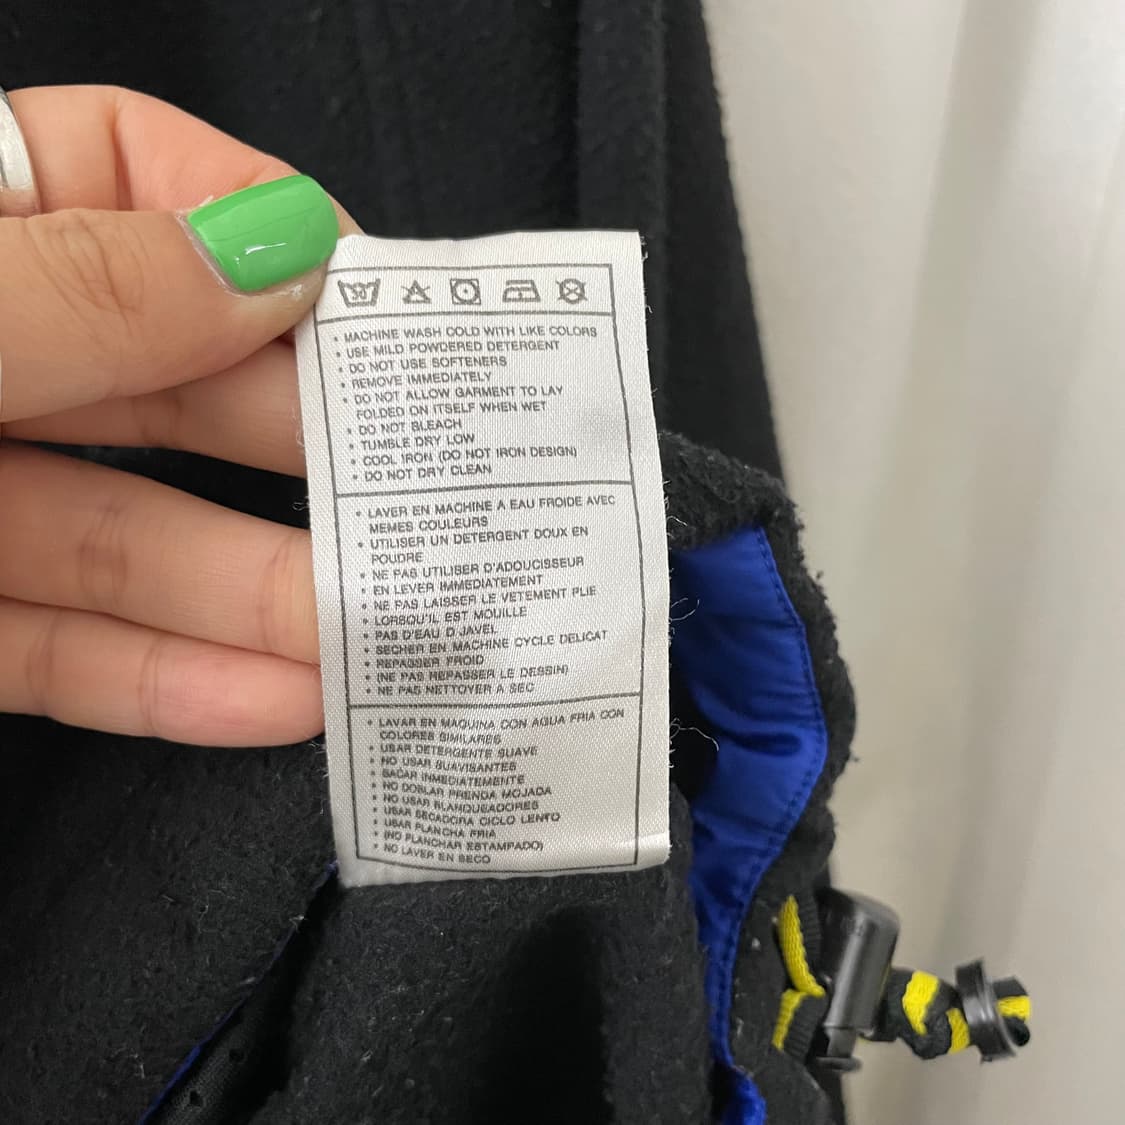 30
• MACHINE WASH COLD WITH LIKE COLORS
• USE MILD POWDERED DETERGENT
• DO NOT USE SOFTENERS
• REMOVE IMMEDIATELY
• DO NOT ALLOW GARMENT TO LAY
FOLDED ON ITSELF WHEN WET
• DO NOT BLEACH
• TUMBLE DRY LOW
• COOL IRON (DO NOT IRON DESIGN)
• DO NOT DRY CLEAN
• LAVER EN MACHINE A EAU FROIDE AVEC
MEMES COULEURS
• UTILISER UN DETERGENT DOUX EN
POUDRE
• NE PAS UTILISER D'ADOUCISSEUR
• EN LEVER IMMEDIATEMENT
• NE PAS LAISSER LE VETEMENT PLIE
• LORSQU'IL EST MOUILLE
• PAS D'EAU D JAVEL
• SECHER EN MACHINE CYCLE DELICAT
• REPASSER FROID
• (NE PAS REPASSER LE DESSIN)
• NE PAS NETTOYER A SEC
• LAVAR EN MAQUINA CON AGUA FRIA CON
COLORES SIMILARES
• USAR DETERGENTE SUAVE
• NO USAR SUAVISANTES
• SACAR INMEDIATEMENTE
• NO DOBLAR PRENDA MOJADA
• NO USAR BLANQUEADORES
• USAR SECADORA CICLO LENTO
• USAR PLANCHA FRIA
• (NO PLANCHAR ESTAMPADO)
• NO LAVER EN SECO